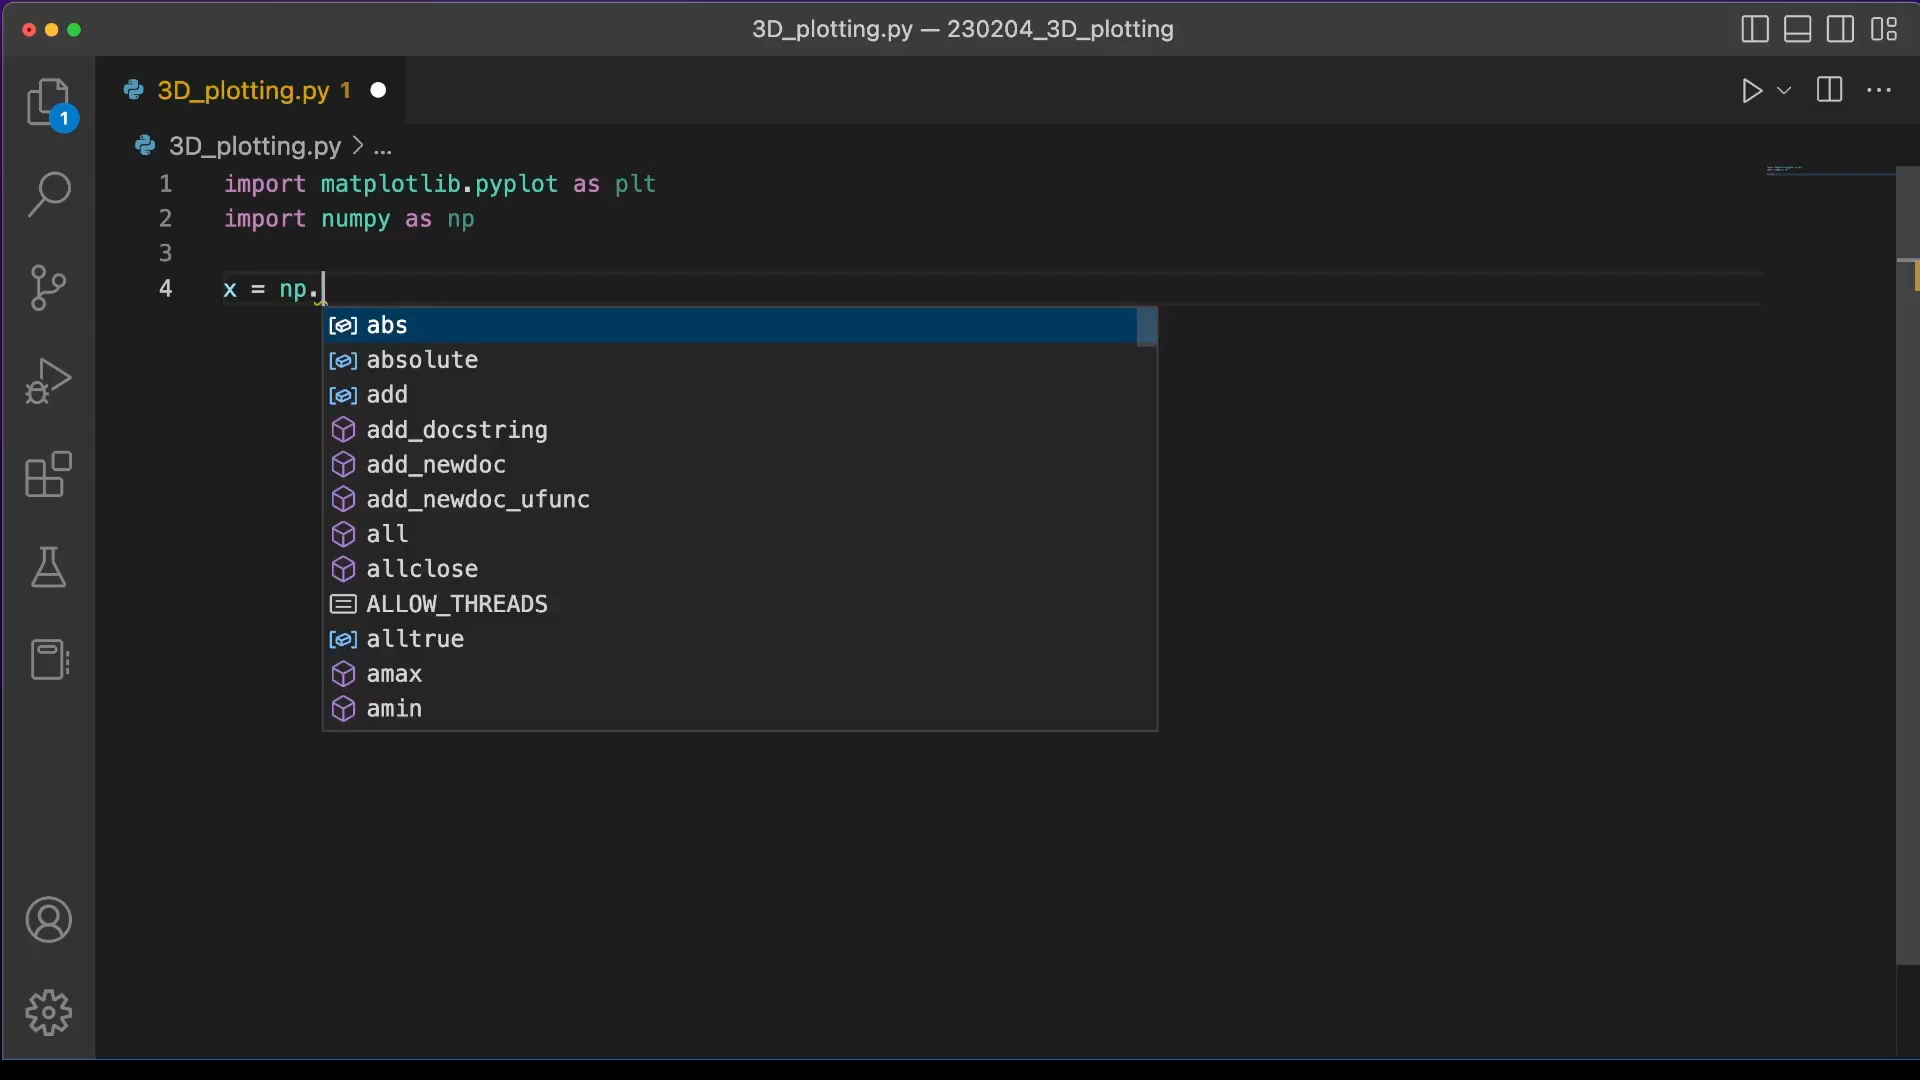 3D_plotting.py — 230204_3D_plotting
3D_plotting.py 1
1
3D_plotting.py > ...
1 import matplotlib.pyplot as plt
2 import numpy as np
3
4 x = np.
abs
absolute
add
add_docstring
add_newdoc
add_newdoc_ufunc
all
allclose
ALLOW_THREADS
alltrue
amax
amin